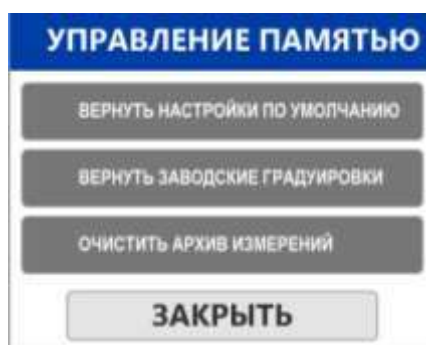 УПРАВЛЕНИЕ ПАМЯТЬЮ
ВЕРНУТЬ НАСТРОЙКИ ПО УМОЛЧАНИЮ
ВЕРНУТЬ ЗАВОДСКИЕ ГРАДУИРОВКИ
ОЧИСТИТЬ АРХИВ ИЗМЕРЕНИЙ
ЗАКРЫТЬ